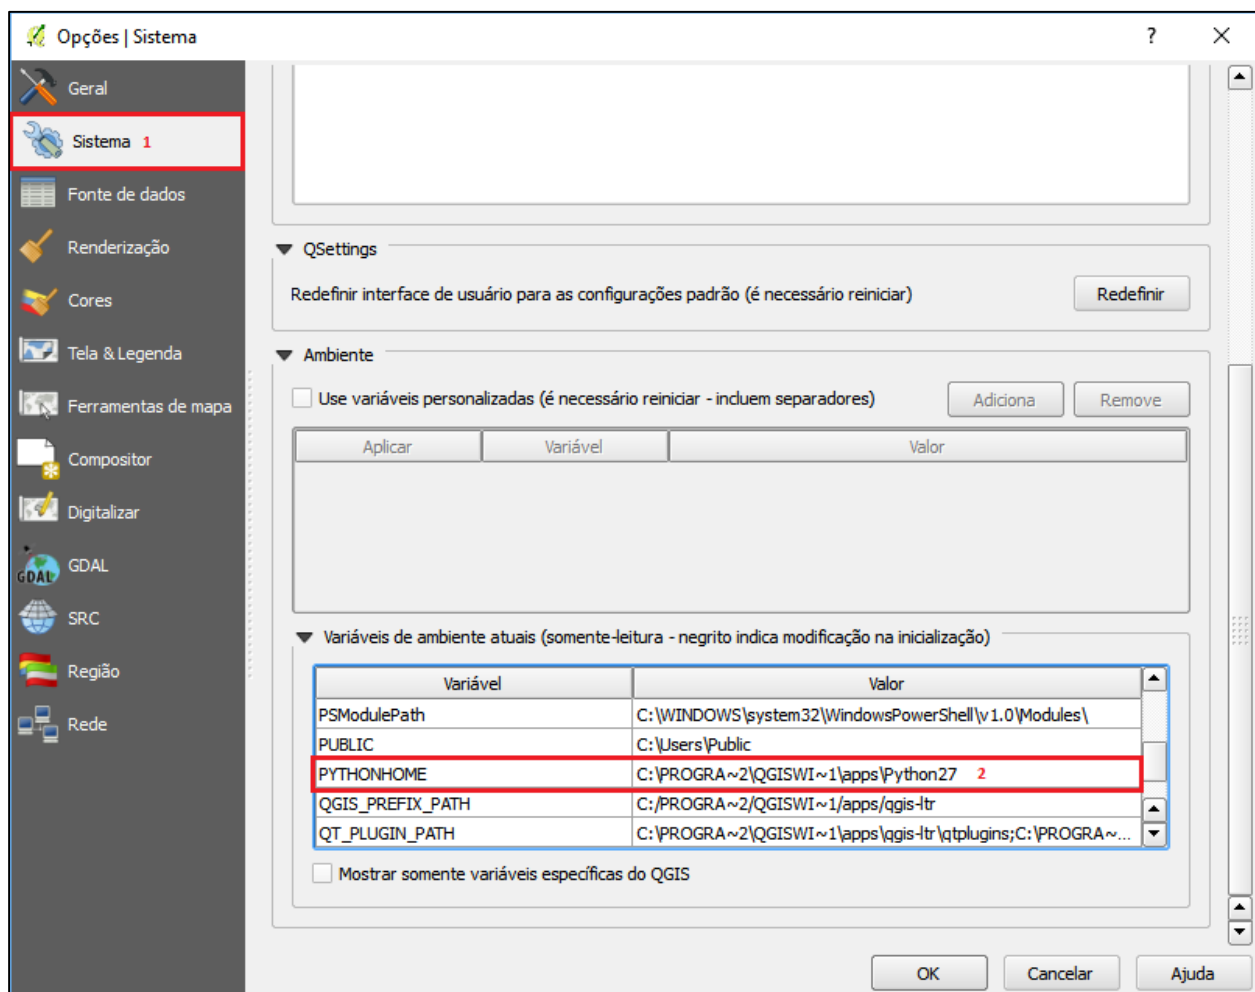 Opções | Sistema
?
Geral
Sistema 1
Fonte de dados
Renderização
Cores
Tela & Legenda
Ferramentas de mapa
Compositor
Digitalizar
GDAL
GDAL
SRC
Região
Rede
QSettings
Redefinir interface de usuário para as configurações padrão (é necessário reiniciar)
Redefinir
Ambiente
Use variáveis personalizadas (é necessário reiniciar - incluem separadores)
Adiciona
Remove
Aplicar Variável Valor
Variáveis de ambiente atuais (somente-leitura - negrito indica modificação na inicialização)
Variável Valor
PSModulePath C:\WINDOWS\system32\WindowsPowerShell\v1.0\Modules\
PUBLIC C:\Users\Public
PYTHONHOME C:\PROGRA~2\QGISWI~1\apps\Python27 2
QGIS_PREFIX_PATH C:/PROGRA~2/QGISWI~1/apps/qgis-ltr
QT_PLUGIN_PATH C:\PROGRA~2\QGISWI~1\apps\qgis-ltr\qtplugins;C:\PROGRA~...
Mostrar somente variáveis específicas do QGIS
OK
Cancelar
Ajuda